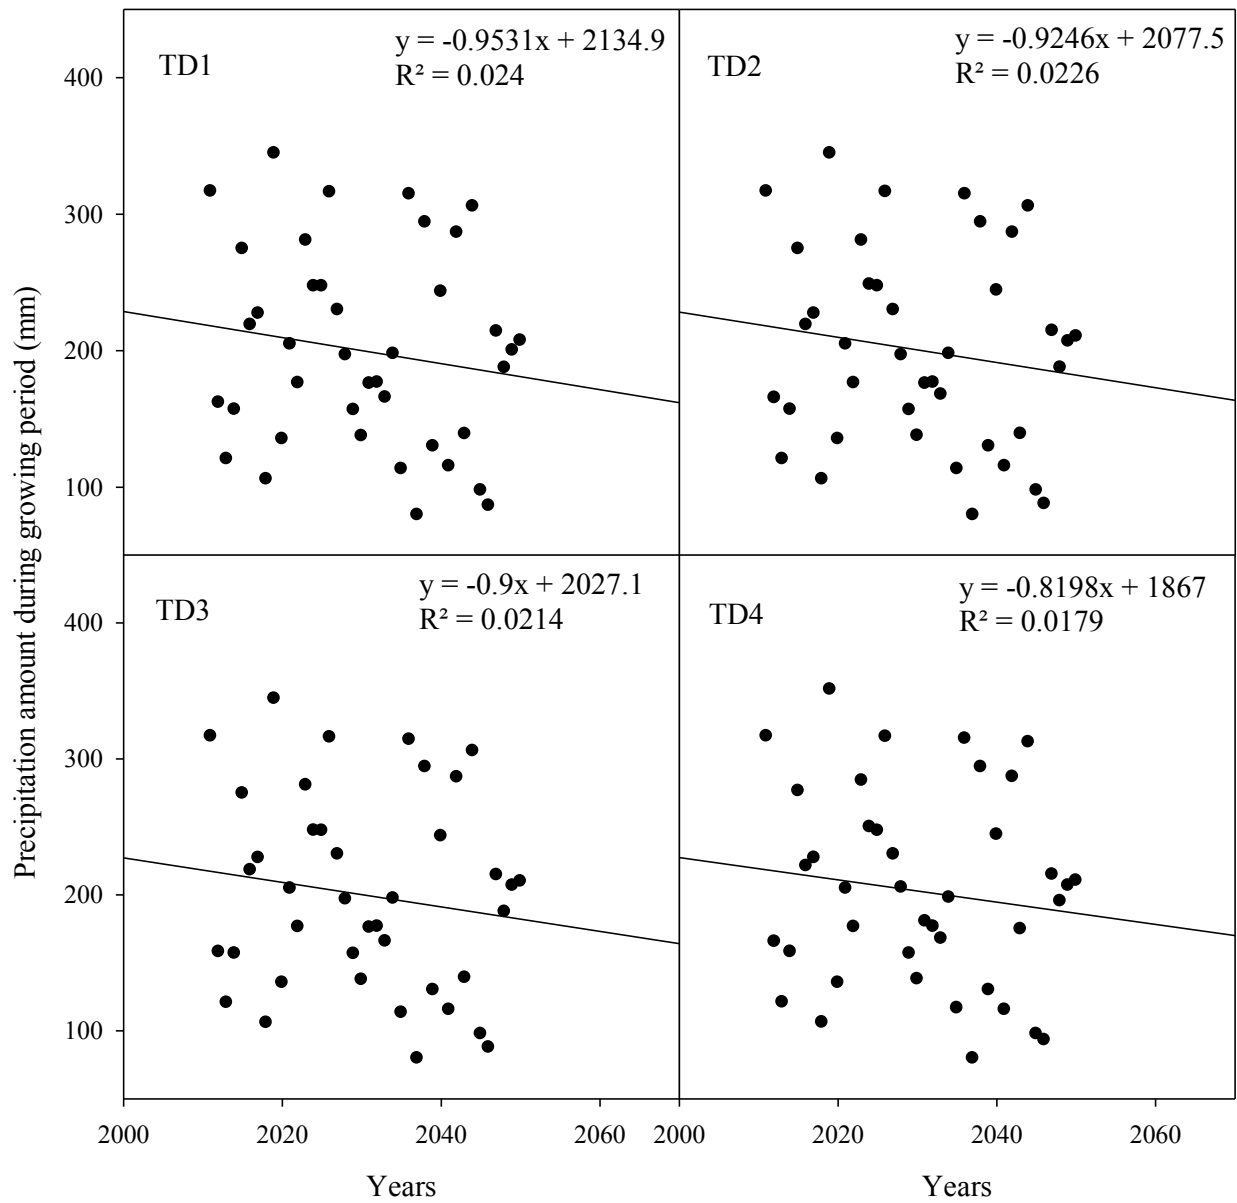 y = -0.9531x + 2134.9
R² = 0.024
TD1
y = -0.9246x + 2077.5
R² = 0.0226
TD2
400
300
200
100
Precipitation amount during growing period (mm)
y = -0.9x + 2027.1
R² = 0.0214
TD3
y = -0.8198x + 1867
R² = 0.0179
TD4
400
300
200
100
2000 2020 2040 2060 2000 2020 2040 2060
Years Years